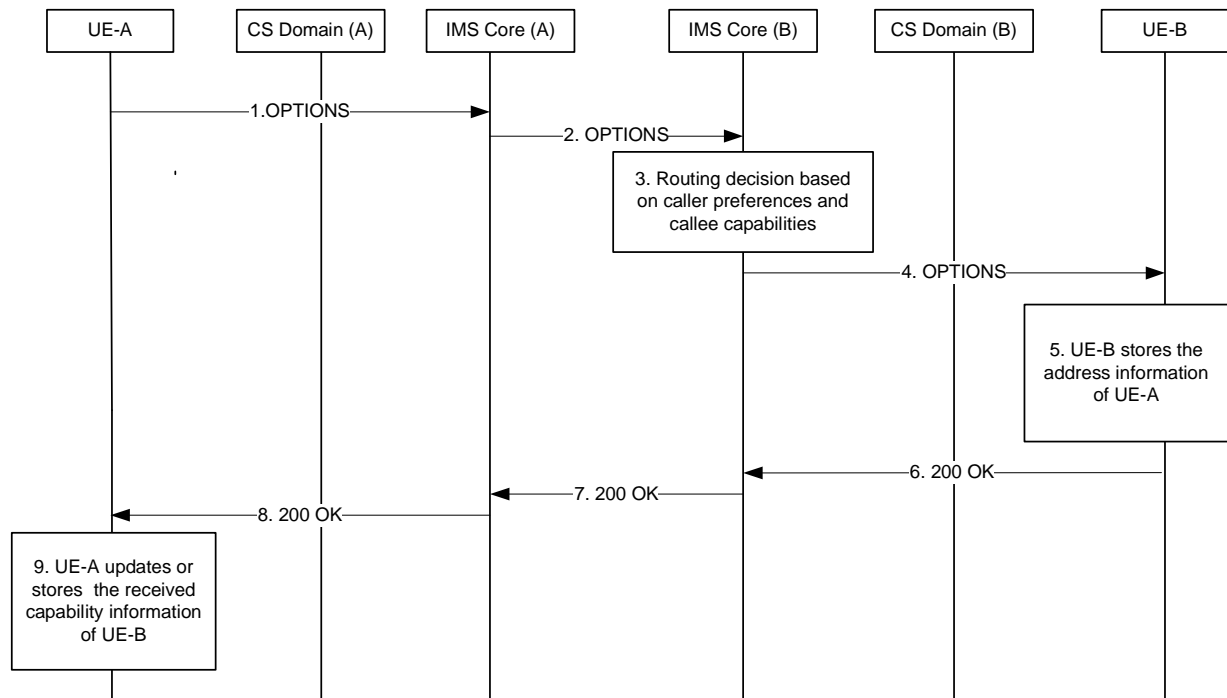 UE-A
CS Domain (A)
IMS Core (A)
IMS Core (B)
CS Domain (B)
UE-B
1.OPTIONS
2. OPTIONS
3. Routing decision based
on caller preferences and
callee capabilities
4. OPTIONS
5. UE-B stores the
address information
of UE-A
6. 200 OK
7. 200 OK
8. 200 OK
9. UE-A updates or
stores the received
capability information
of UE-B